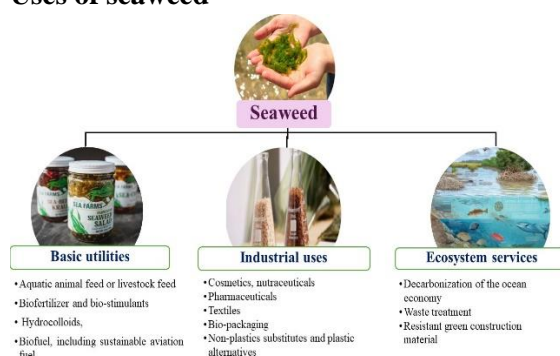 Uses of seaweed
Seaweed
SEA FARMS
SEAWEED
SALAD
Basic utilities
•Aquatic animal feed or livestock feed
•Biofertilizer and bio-stimulants
• Hydrocolloids,
•Biofuel, including sustainable aviation
fuel
Industrial uses
•Cosmetics, nutraceuticals
•Pharmaceuticals
•Textiles
•Bio-packaging
•Non-plastics substitutes and plastic
alternatives
Ecosystem services
•Decarbonization of the ocean
economy
•Waste treatment
•Resistant green construction
material